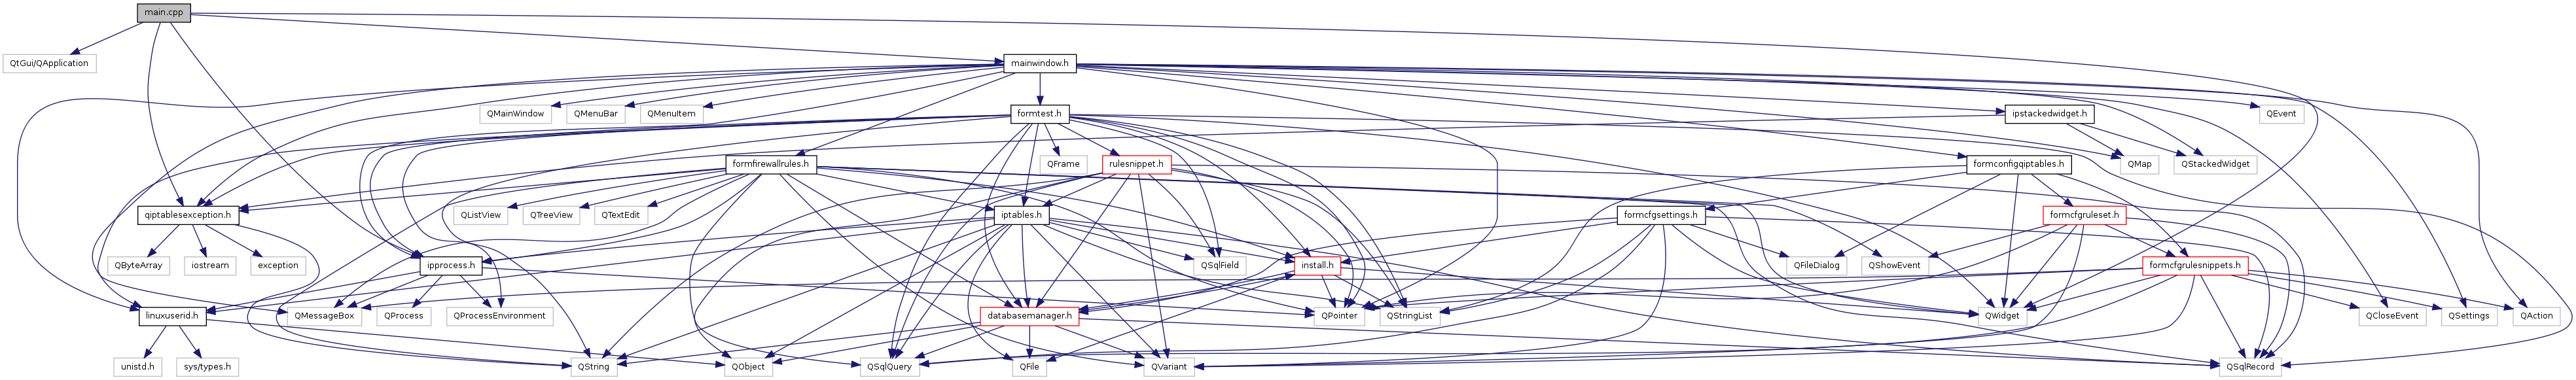 main.cpp
QtGui/QApplication
mainwindow.h
QMainWindow
QMenuBar
QMenuItem
formtest.h
ipstackedwidget.h
QEvent
formfirewallrules.h
QFrame
rulesnippet.h
formconfigqiptables.h
QMap
QStackedWidget
qiptablesexception.h
QListView
QTreeView
QTextEdit
iptables.h
formcfgsettings.h
formcfgruleset.h
QByteArray
iostream
exception
ipprocess.h
QSqlField
install.h
QFileDialog
QShowEvent
formcfgrulesnippets.h
linuxuserid.h
QMessageBox
QProcess
QProcessEnvironment
databasemanager.h
QPointer
QStringList
QWidget
QCloseEvent
QSettings
QAction
unistd.h
sys/types.h
QString
QObject
QSqlQuery
QFile
QVariant
QSqlRecord